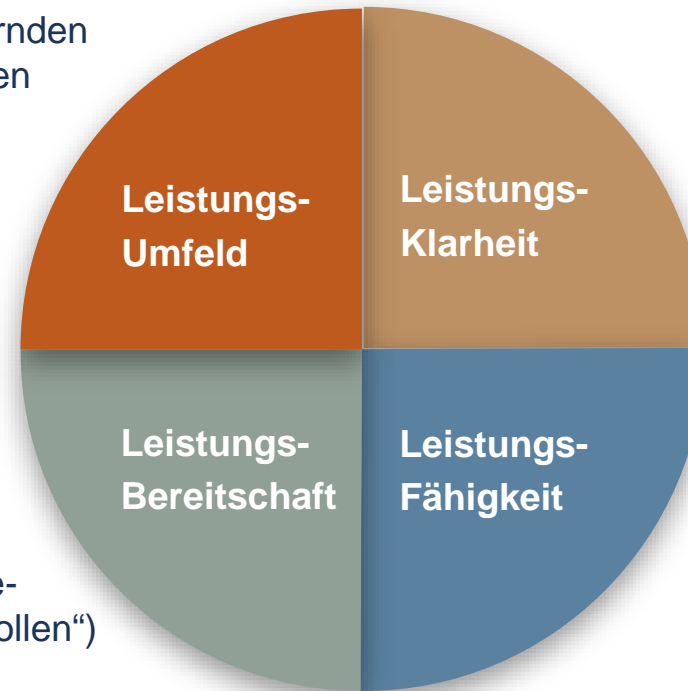 rnden
en
Leistungs-
Umfeld
Leistungs-
Klarheit
Leistungs-
Bereitschaft
Leistungs-
Fähigkeit
e-
ollen“)